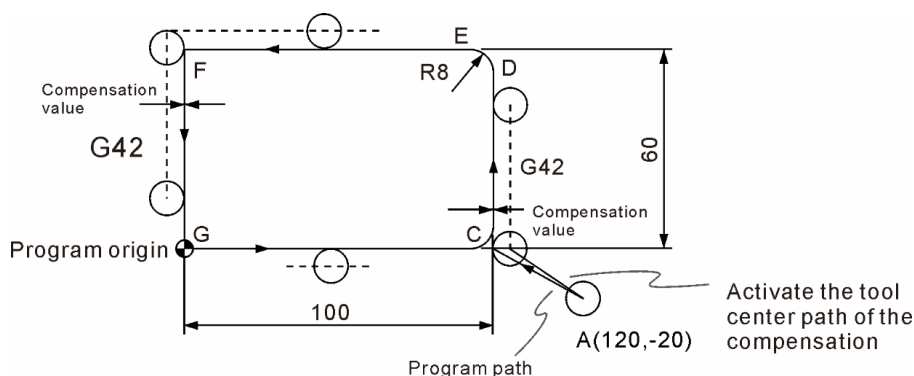 E
F
R8
D
Compensation
value
G42
60
G42
Compensation
value
G
C
Program origin
100
A(120,-20)
Activate the tool
center path of the
compensation
Program path